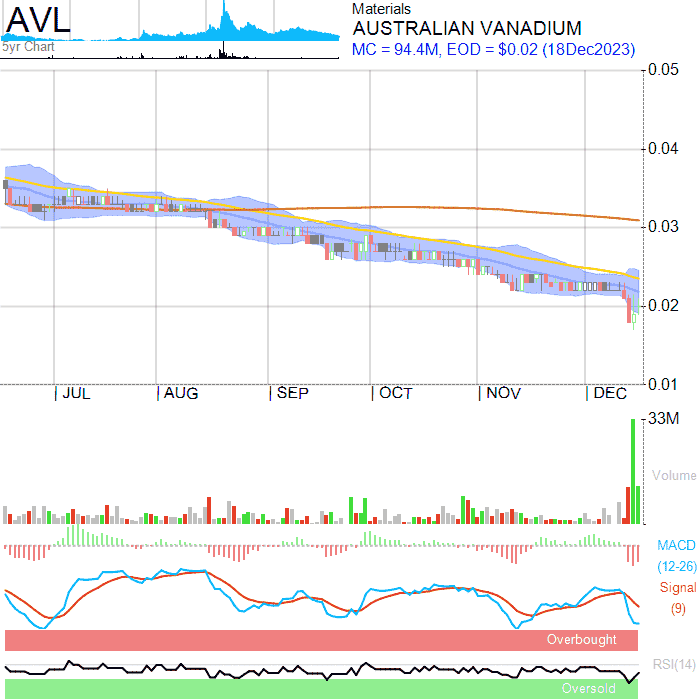 AVL
5yr Chart
Materials
AUSTRALIAN VANADIUM
MC = 94.4M, EOD = $0.02 (18Dec2023)
0.05
0.04
0.03
0.02
0.01
JUL AUG SEP OCT NOV DEC
33M
Volume
MACD
(12-26)
Signal
(9)
Overbought
RSI(14)
Oversold